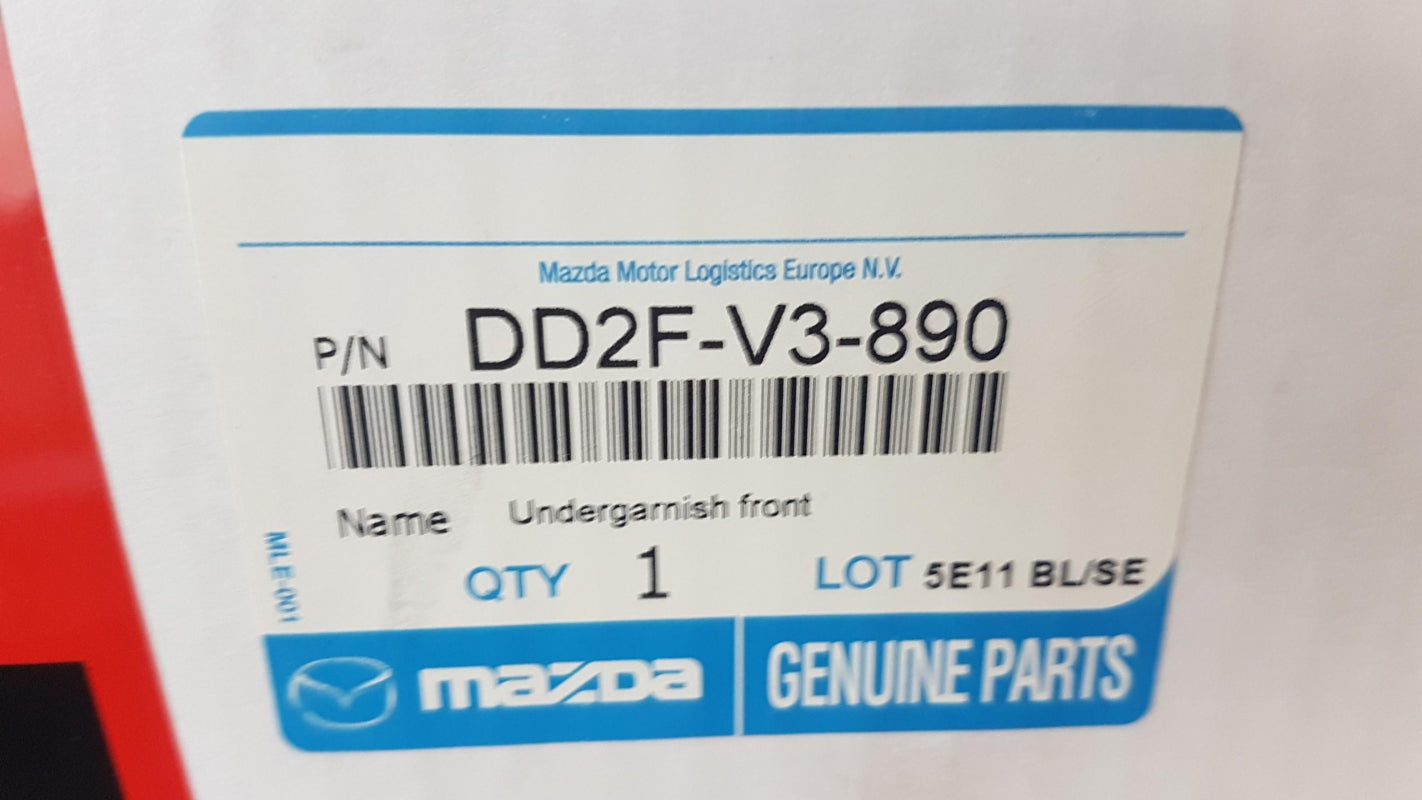 Mazda Motor Logistics Europe N.V.
P/N DD2F-V3-890
Name Undergarnish front
QTY 1 LOT 5E11 BL/SE
MLE-001
mazda GENUINE PARTS